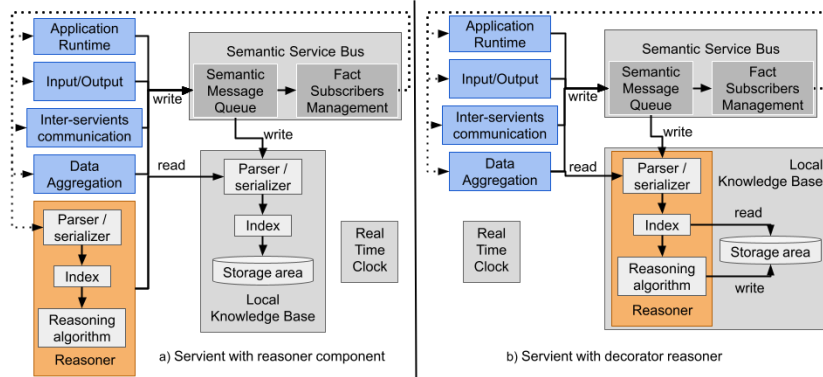 Application
Runtime
Input/Output
Inter-servients
communication
Data
Aggregation
Semantic Service Bus
Semantic
Message
Queue
Fact
Subscribers
Management
write
write
read
Parser /
serializer
Index
Storage area
Local
Knowledge Base
Real
Time
Clock
Parser /
serializer
Index
Reasoning
algorithm
Reasoner
a) Servient with reasoner component
Application
Runtime
Input/Output
Inter-servients
communication
Data
Aggregation
Semantic Service Bus
Semantic
Message
Queue
Fact
Subscribers
Management
write
write
read
Local
Knowledge Base
Parser /
serializer
Index
read
Storage area
Reasoning
algorithm
write
Reasoner
Real
Time
Clock
b) Servient with decorator reasoner